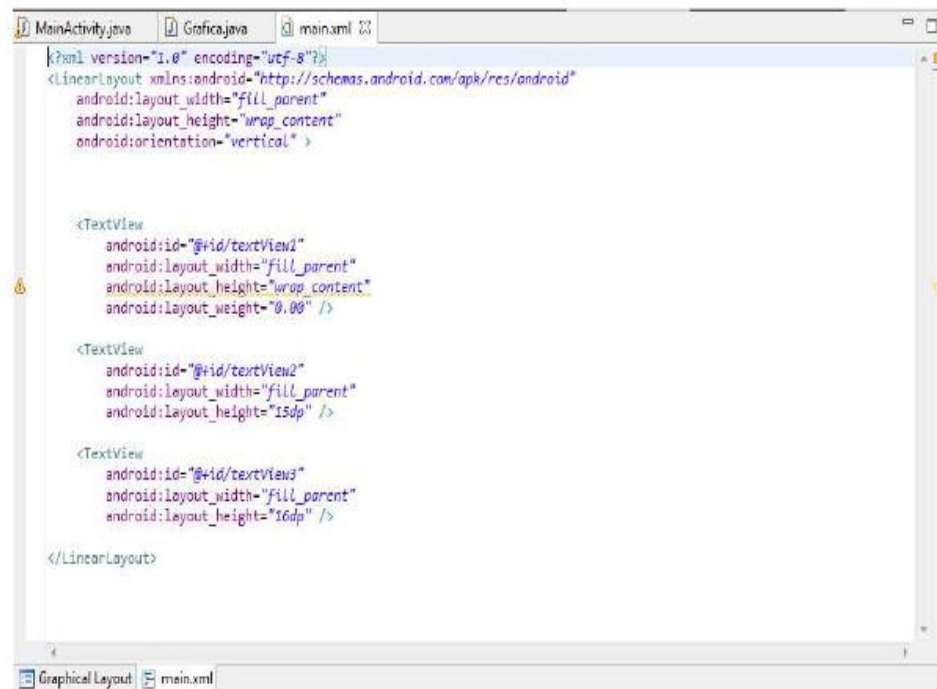 MainActivity.java Grafica.java main.xml
<?xml version="1.0" encoding="utf-8"?>
<LinearLayout xmlns:android="http://schemas.android.com/apk/res/android"
android:layout_width="fill_parent"
android:layout_height="wrap_content"
android:orientation="vertical" >
<TextView
android:id="@+id/textView1"
android:layout_width="fill_parent"
android:layout_height="wrap_content"
android:layout_weight="0.00" />
<TextView
android:id="@+id/textView2"
android:layout_width="fill_parent"
android:layout_height="15dp" />
<TextView
android:id="@+id/textView3"
android:layout_width="fill_parent"
android:layout_height="16dp" />
</LinearLayout>
Graphical Layout main.xml